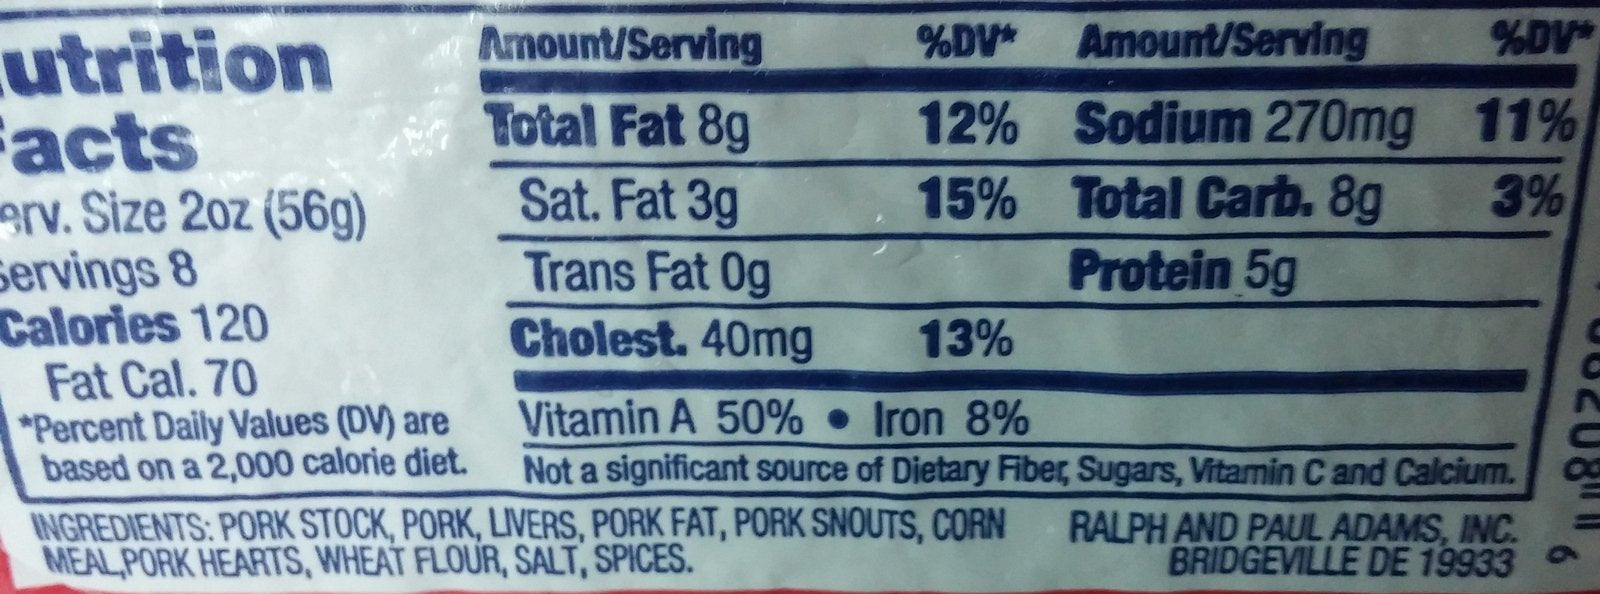 utrition
acts
erv. Size 2oz (56g)
Servings 8
Calories 120
Fat Cal. 70
*Percent Daily Values (DV) are
based on a 2,000 calorie diet.
Amount/Serving %DV* Amount/Serving %DV*
Total Fat 8g 12% Sodium 270mg 11%
Sat. Fat 3g 15% Total Carb. 8g 3%
Trans Fat 0g Protein 5g
Cholest. 40mg 13%
Vitamin A 50% • Iron 8%
Not a significant source of Dietary Fiber, Sugars, Vitamin C and Calcium.
INGREDIENTS: PORK STOCK, PORK, LIVERS, PORK FAT, PORK SNOUTS, CORN
MEAL,PORK HEARTS, WHEAT FLOUR, SALT, SPICES.
RALPH AND PAUL ADAMS, INC.
BRIDGEVILLE DE 19933